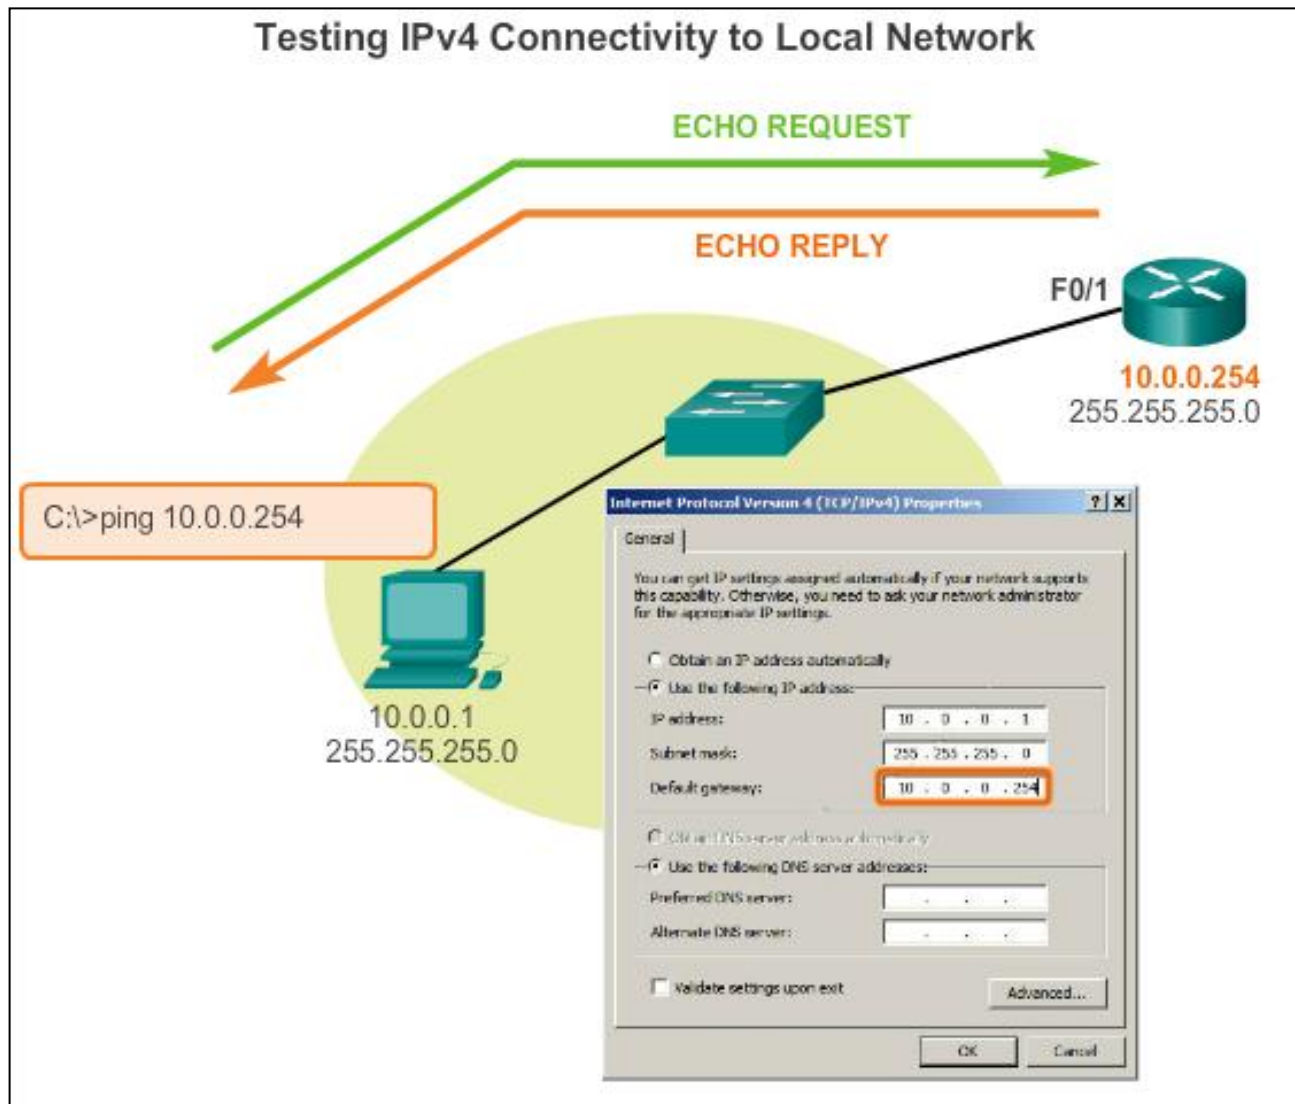 Testing IPv4 Connectivity to Local Network
ECHO REQUEST
ECHO REPLY
F0/1
10.0.0.254
255.255.255.0
C:\>ping 10.0.0.254
10.0.0.1
255.255.255.0
Internet Protocol Version 4 (TCP/IPv4) Properties
General
You can get IP settings assigned automatically if your network supports
this capability. Otherwise, you need to ask your network administrator
for the appropriate IP settings.
Obtain an IP address automatically
Use the following IP address:
IP address: 10 . 0 . 0 . 1
Subnet mask: 255 . 255 . 255 . 0
Default gateway: 10 . 0 . 0 . 254
Obtain DNS server address automatically
Use the following DNS server addresses:
Preferred DNS server: . . .
Alternate DNS server: . . .
Validate settings upon exit
Advanced...
OK
Cancel